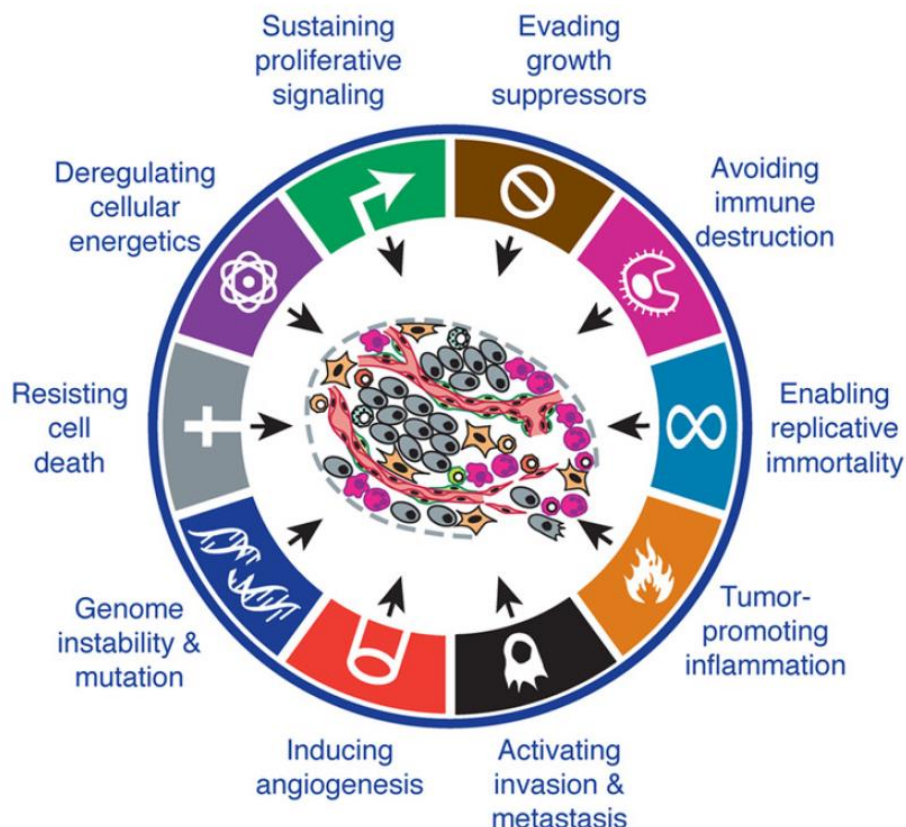 Sustaining
proliferative
signaling
Evading
growth
suppressors
Deregulating
cellular
energetics
Avoiding
immune
destruction
Resisting
cell
death
Enabling
replicative
immortality
Genome
instability &
mutation
Tumor-
promoting
inflammation
Inducing
angiogenesis
Activating
invasion &
metastasis